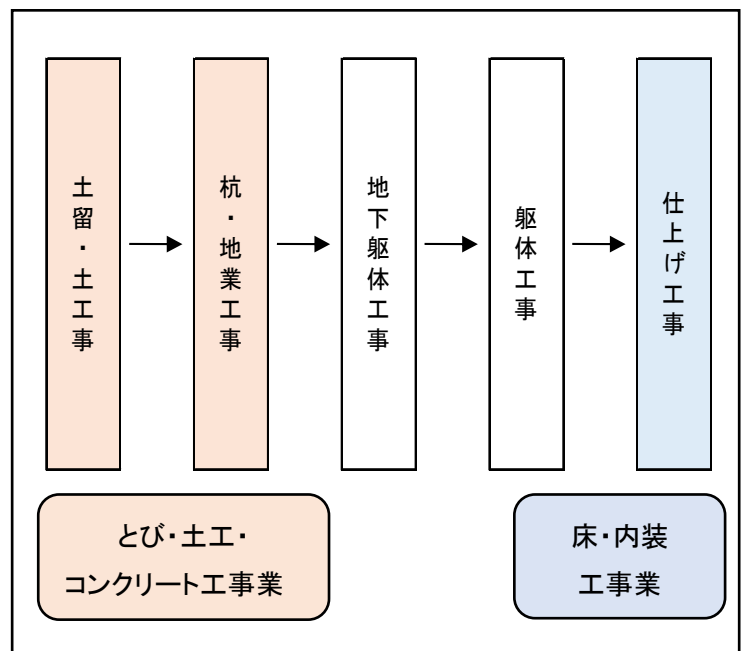 土留・土工事
杭・地業工事
地下躯体工事
躯体工事
仕上げ工事
とび・土工・
コンクリート工事業
床・内装
工事業